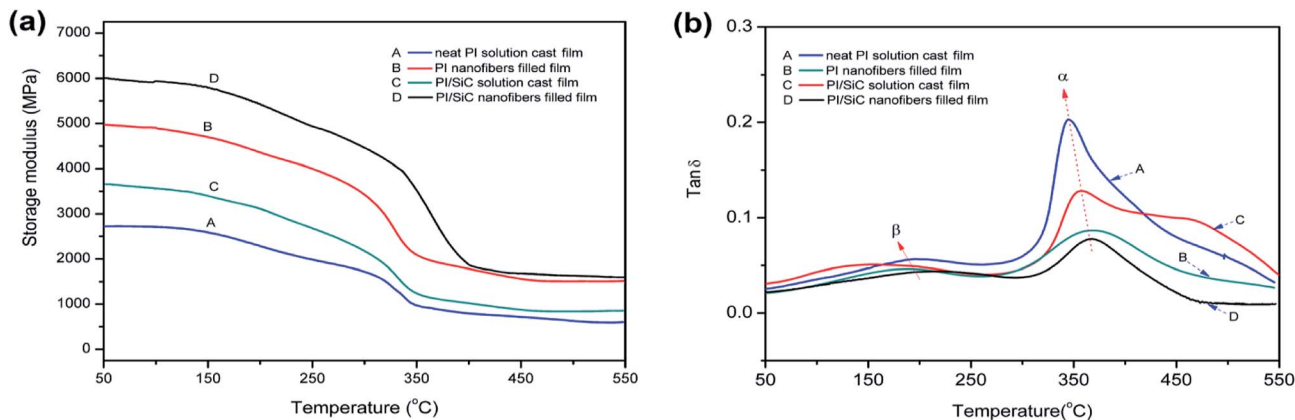 (a)
7000
6000
5000
4000
3000
2000
1000
0
Storage modulus (MPa)
A neat PI solution cast film
B PI nanofibers filled film
C PI/SiC solution cast film
D PI/SiC nanofibers filled film
D
B
C
A
50 150 250 350 450 550
Temperature (°C)
(b)
0.3
0.2
0.1
0.0
Tan δ
A neat PI solution cast film
B PI nanofibers filled film
C PI/SiC solution cast film
D PI/SiC nanofibers filled film
α
A
β
C
B
D
50 150 250 350 450 550
Temperature(°C)